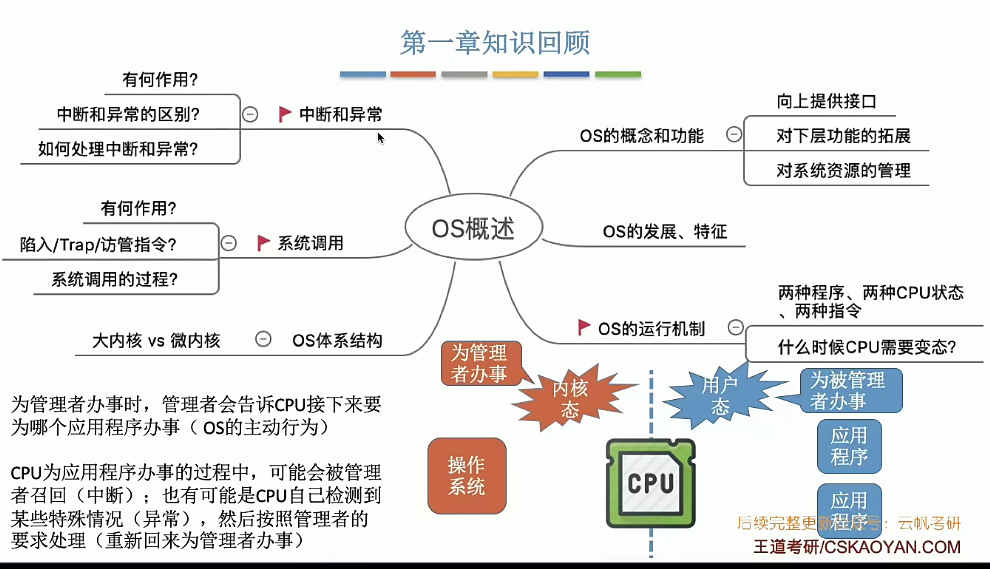 第一章知识回顾
有何作用?
中断和异常的区别?
如何处理中断和异常?
中断和异常
有何作用?
陷入/Trap/访管指令?
系统调用的过程?
系统调用
大内核 vs 微内核
OS体系结构
OS概述
OS的概念和功能
向上提供接口
对下层功能的拓展
对系统资源的管理
OS的发展、特征
OS的运行机制
两种程序、两种CPU状态
、两种指令
什么时候CPU需要变态?
为管理
者办事
内核
态
用户
态
为被管理
者办事
操作
系统
CPU
应用
程序
应用
程序
为管理者办事时，管理者会告诉CPU接下来要
为哪个应用程序办事（ OS的主动行为）
CPU为应用程序办事的过程中，可能会被管理
者召回（中断）；也有可能是CPU自己检测到
某些特殊情况（异常），然后按照管理者的
要求处理（重新回来为管理者办事）
后续完整更新
号：云帆考研
王道考研/CSKAOYAN.COM